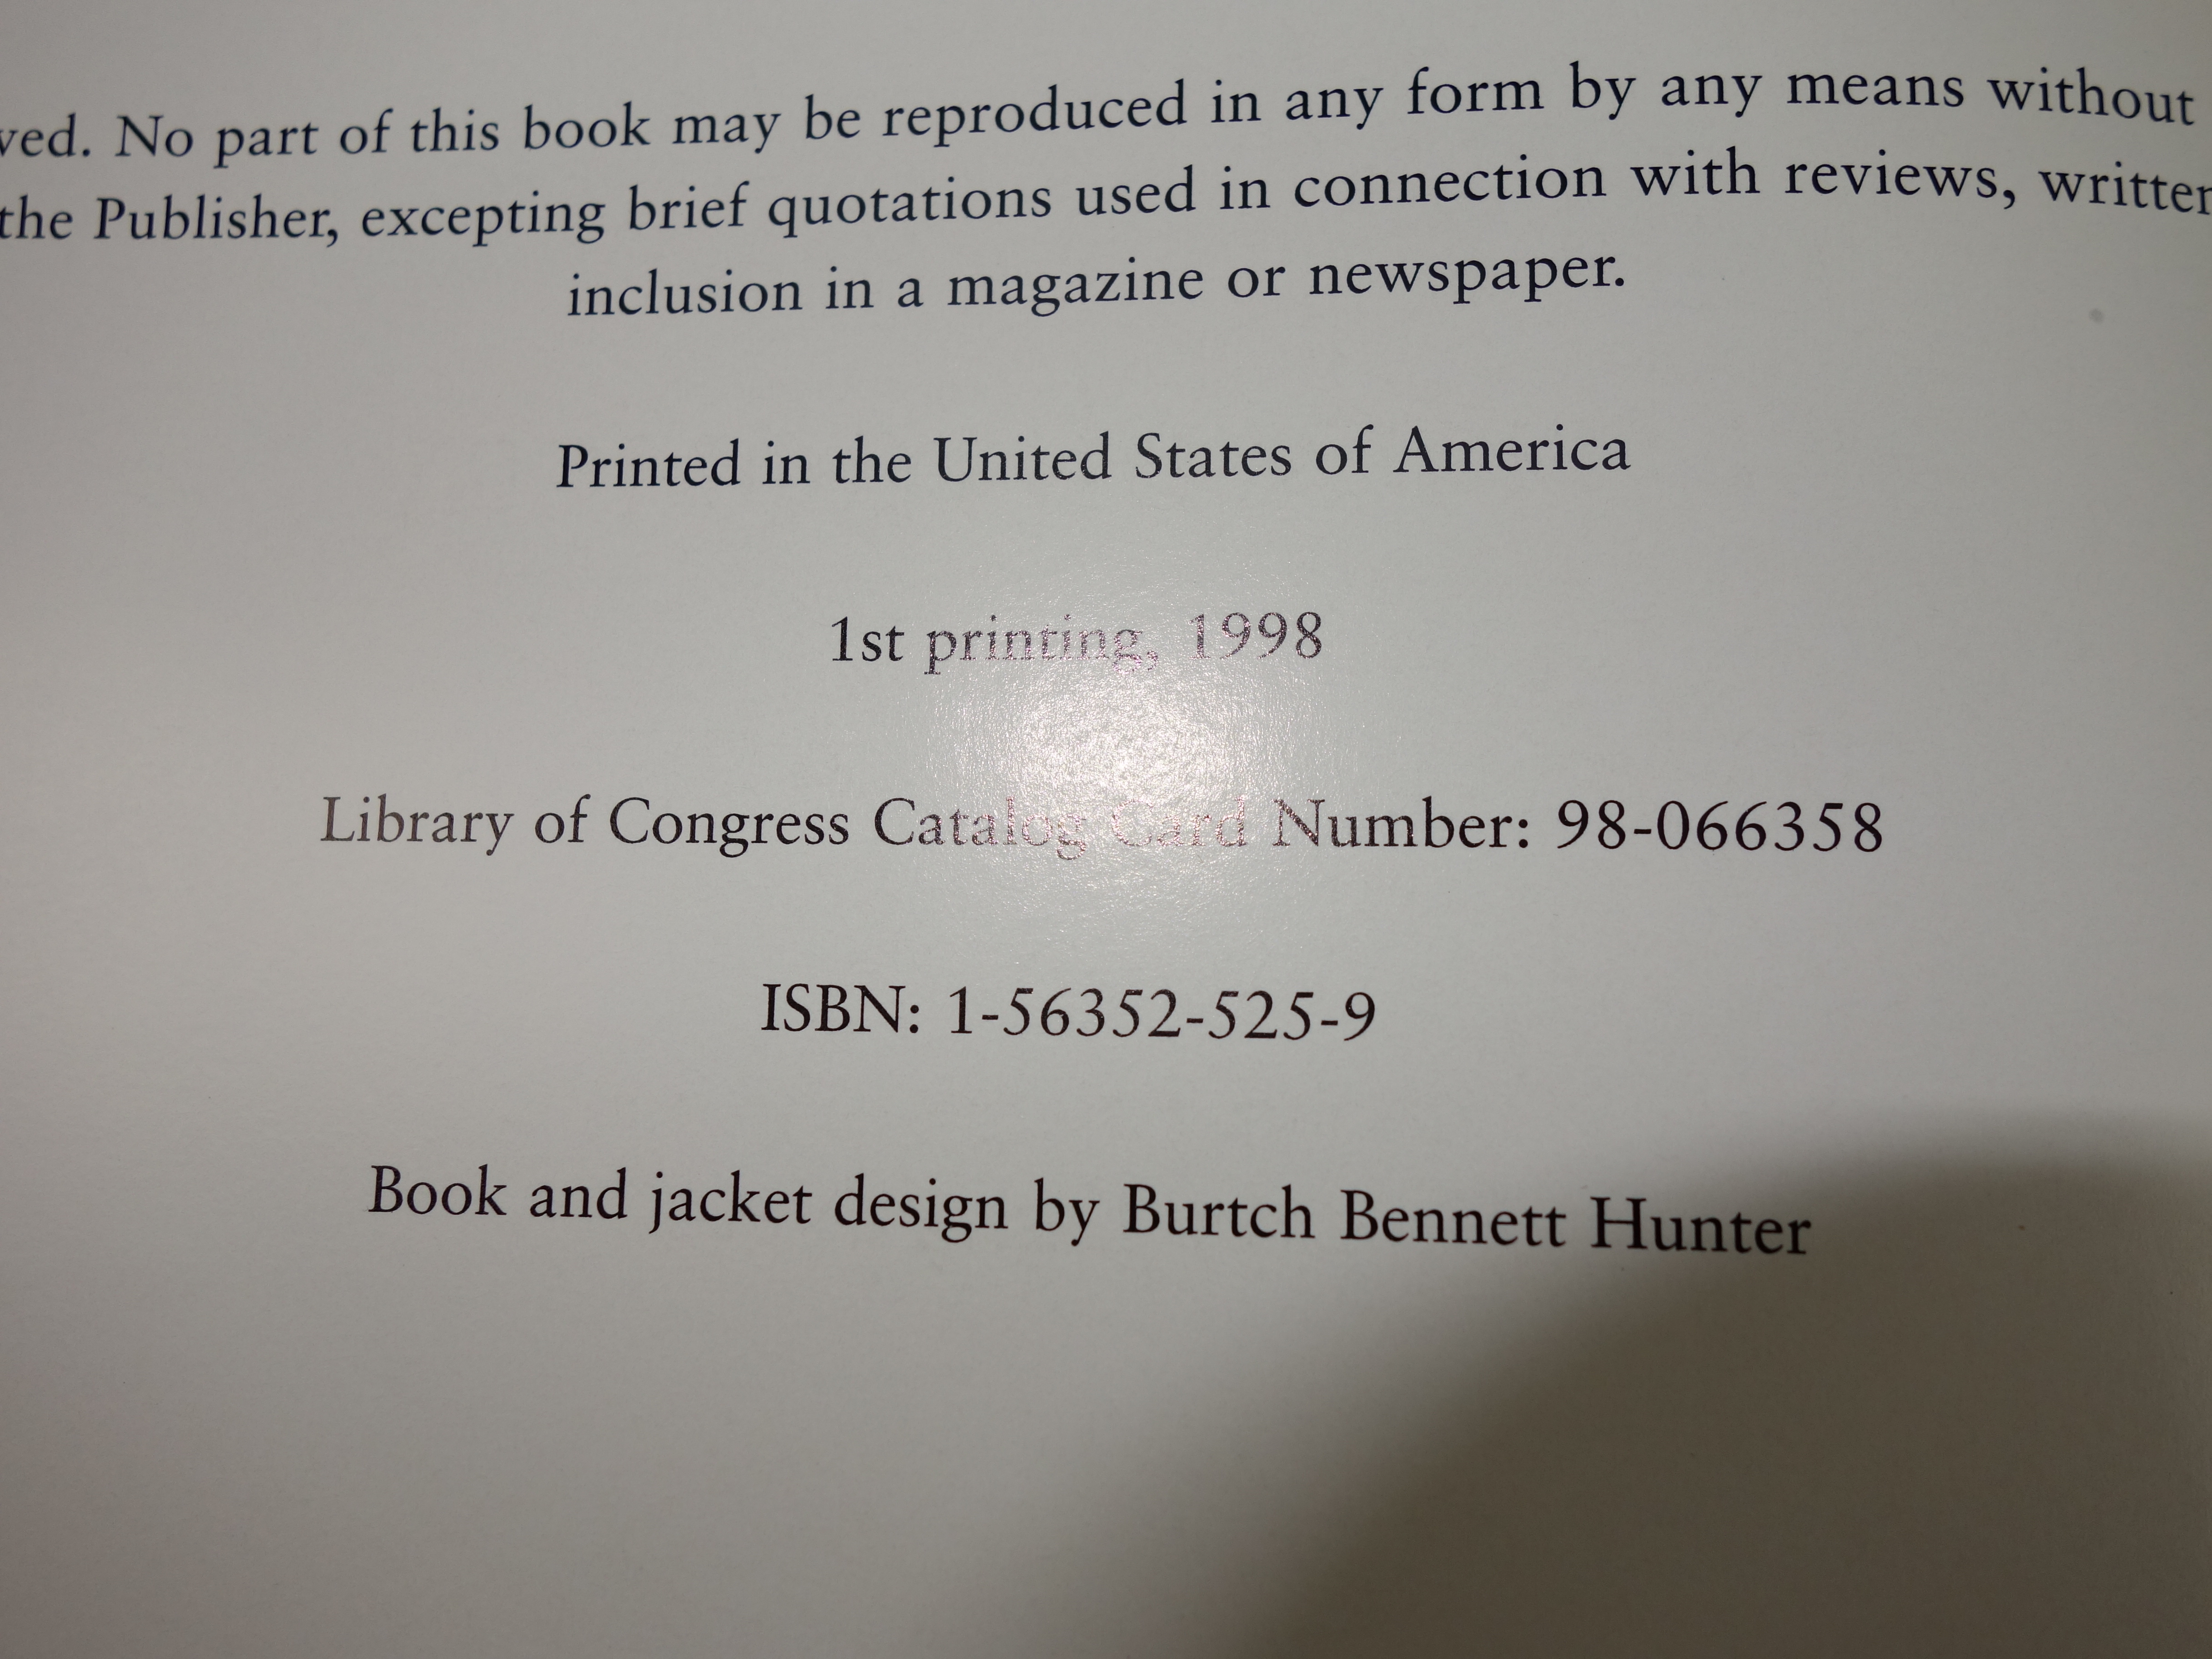 ved. No part of this book may be reproduced in any form by any means without
the Publisher, excepting brief quotations used in connection with reviews, written
inclusion in a magazine or newspaper.
Printed in the United States of America
1st printing, 1998
Library of Congress Catalog Card Number: 98-066358
ISBN: 1-56352-525-9
Book and jacket design by Burtch Bennett Hunter